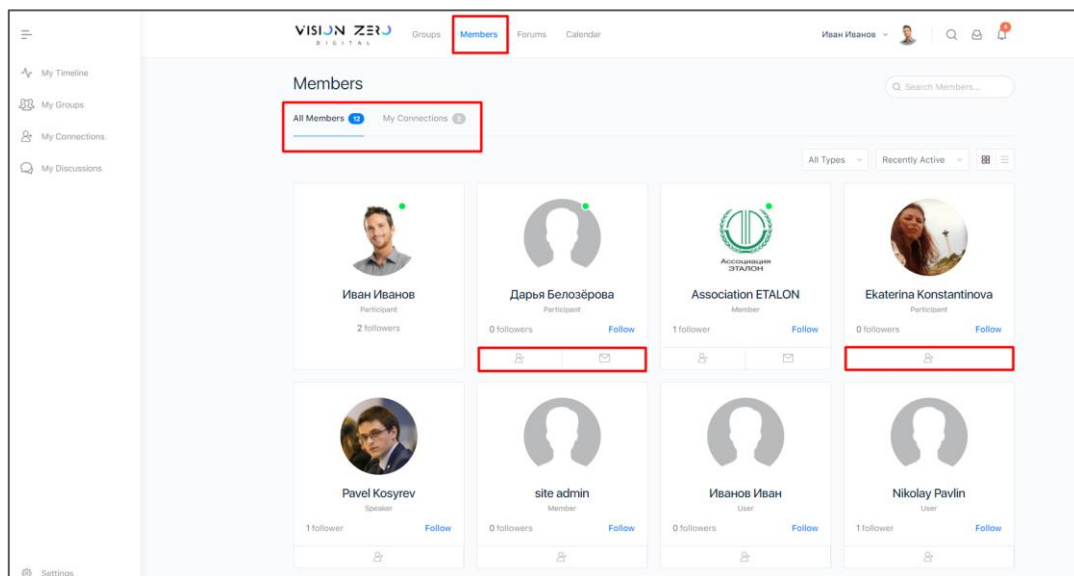 VISION ZERO
DIGITAL
Groups
Members
Forums
Calendar
Иван Иванов
4
My Timeline
My Groups
My Connections
My Discussions
Settings
Members
Search Members...
All Members 12
My Connections 2
All Types
Recently Active
Иван Иванов
Participant
2 followers
Дарья Белозёрова
Participant
0 followers Follow
Ассоциация
ЭТАЛОН
Association ETALON
Member
1 follower Follow
Ekaterina Konstantinova
Participant
0 followers Follow
Pavel Kosyrev
Speaker
1 follower Follow
site admin
Member
0 followers Follow
Иванов Иван
User
0 followers Follow
Nikolay Pavlin
User
1 follower Follow